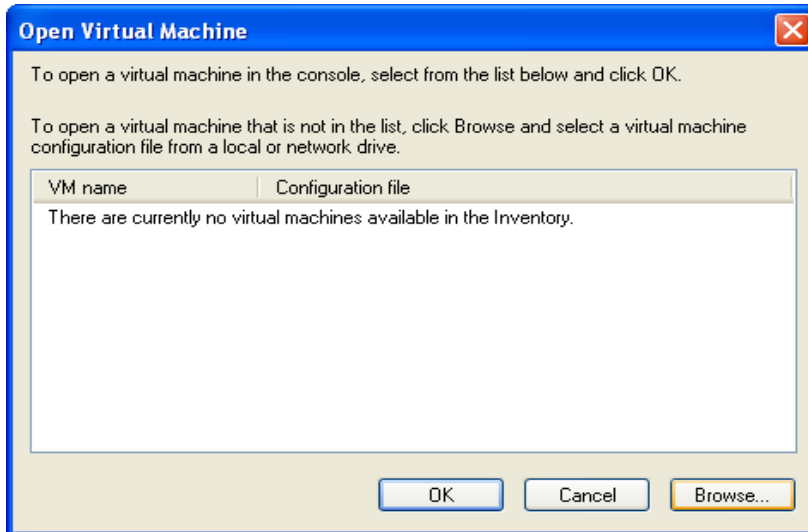 Open Virtual Machine
To open a virtual machine in the console, select from the list below and click OK.
To open a virtual machine that is not in the list, click Browse and select a virtual machine
configuration file from a local or network drive.
VM name Configuration file
There are currently no virtual machines available in the Inventory.
OK Cancel Browse...